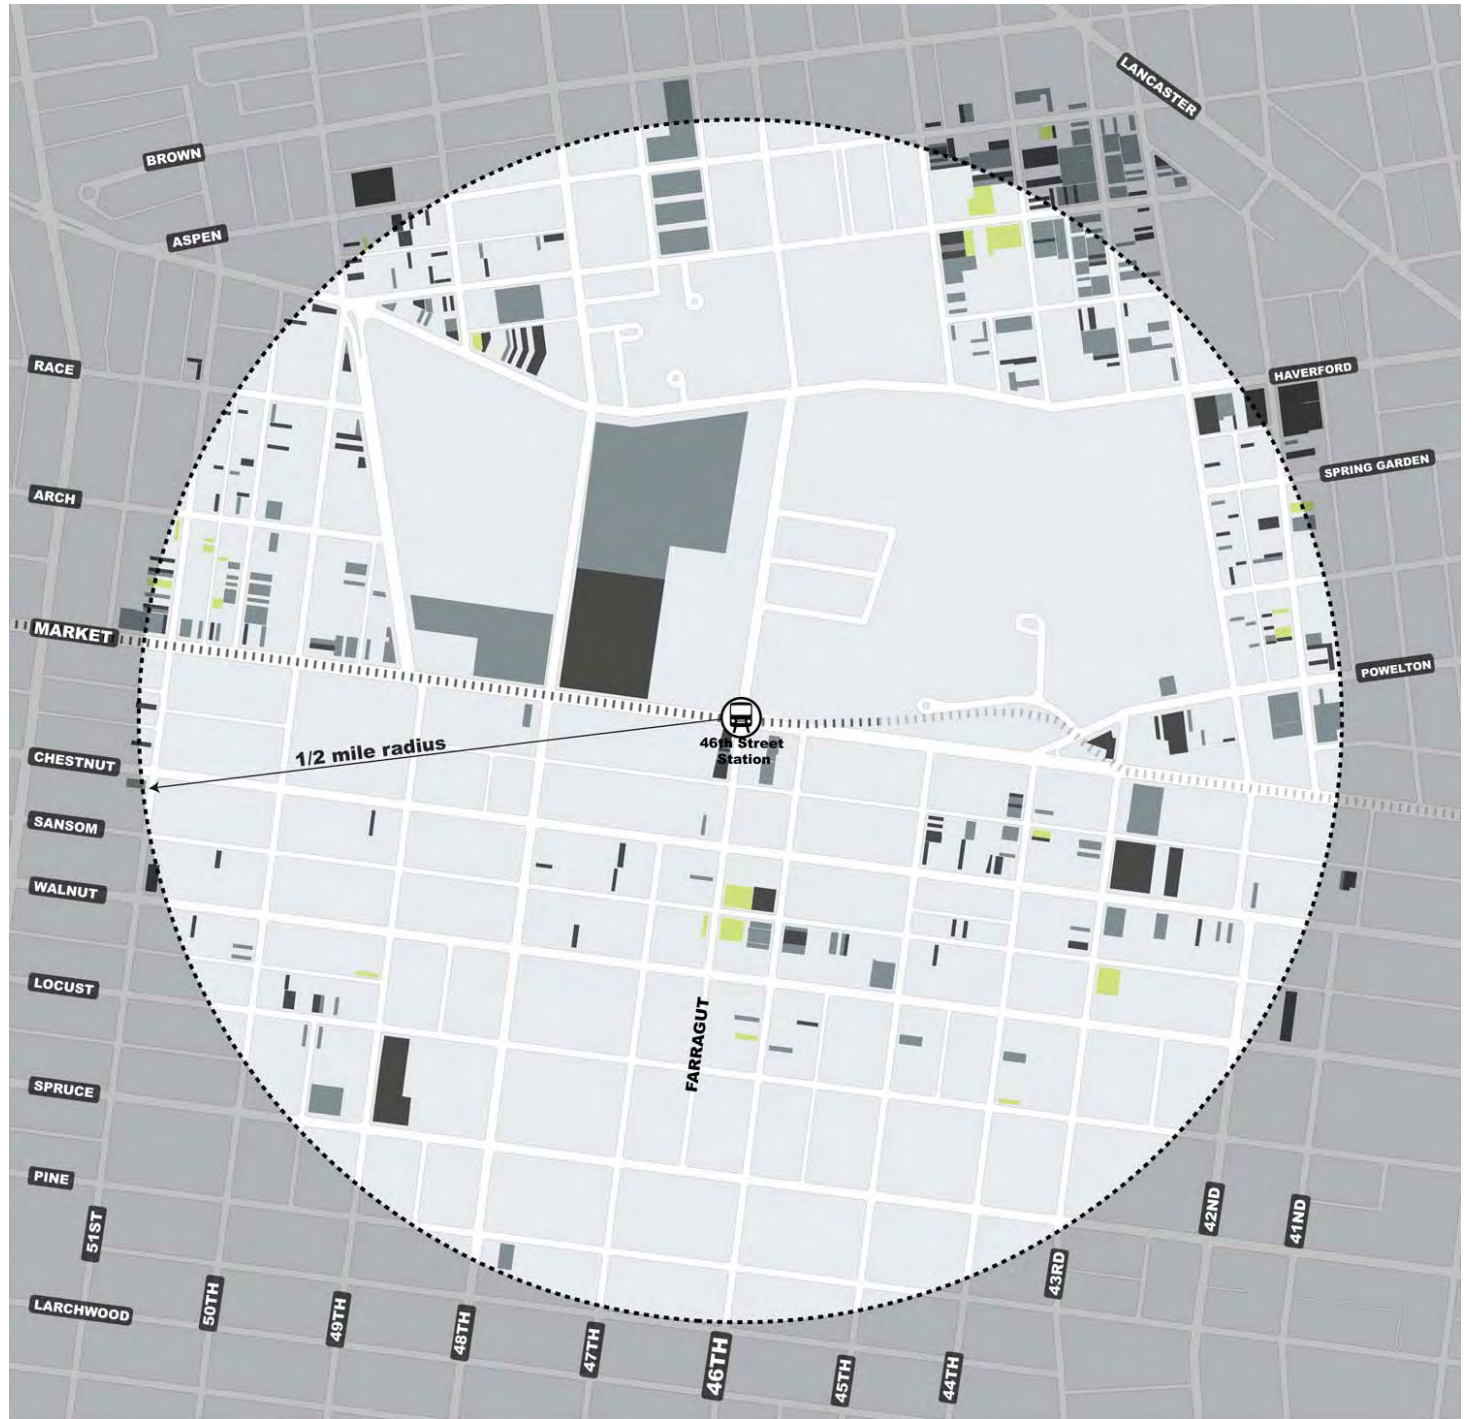 LANCASTER
BROWN
ASPEN
RACE
HAVERFORD
ARCH
SPRING GARDEN
MARKET
POWELTON
46th Street
Station
1/2 mile radius
CHESTNUT
SANSOM
WALNUT
LOCUST
FARRAGUT
SPRUCE
PINE
51ST
42ND
41ND
43RD
LARCHWOOD
50TH
49TH
48TH
47TH
46TH
45TH
44TH